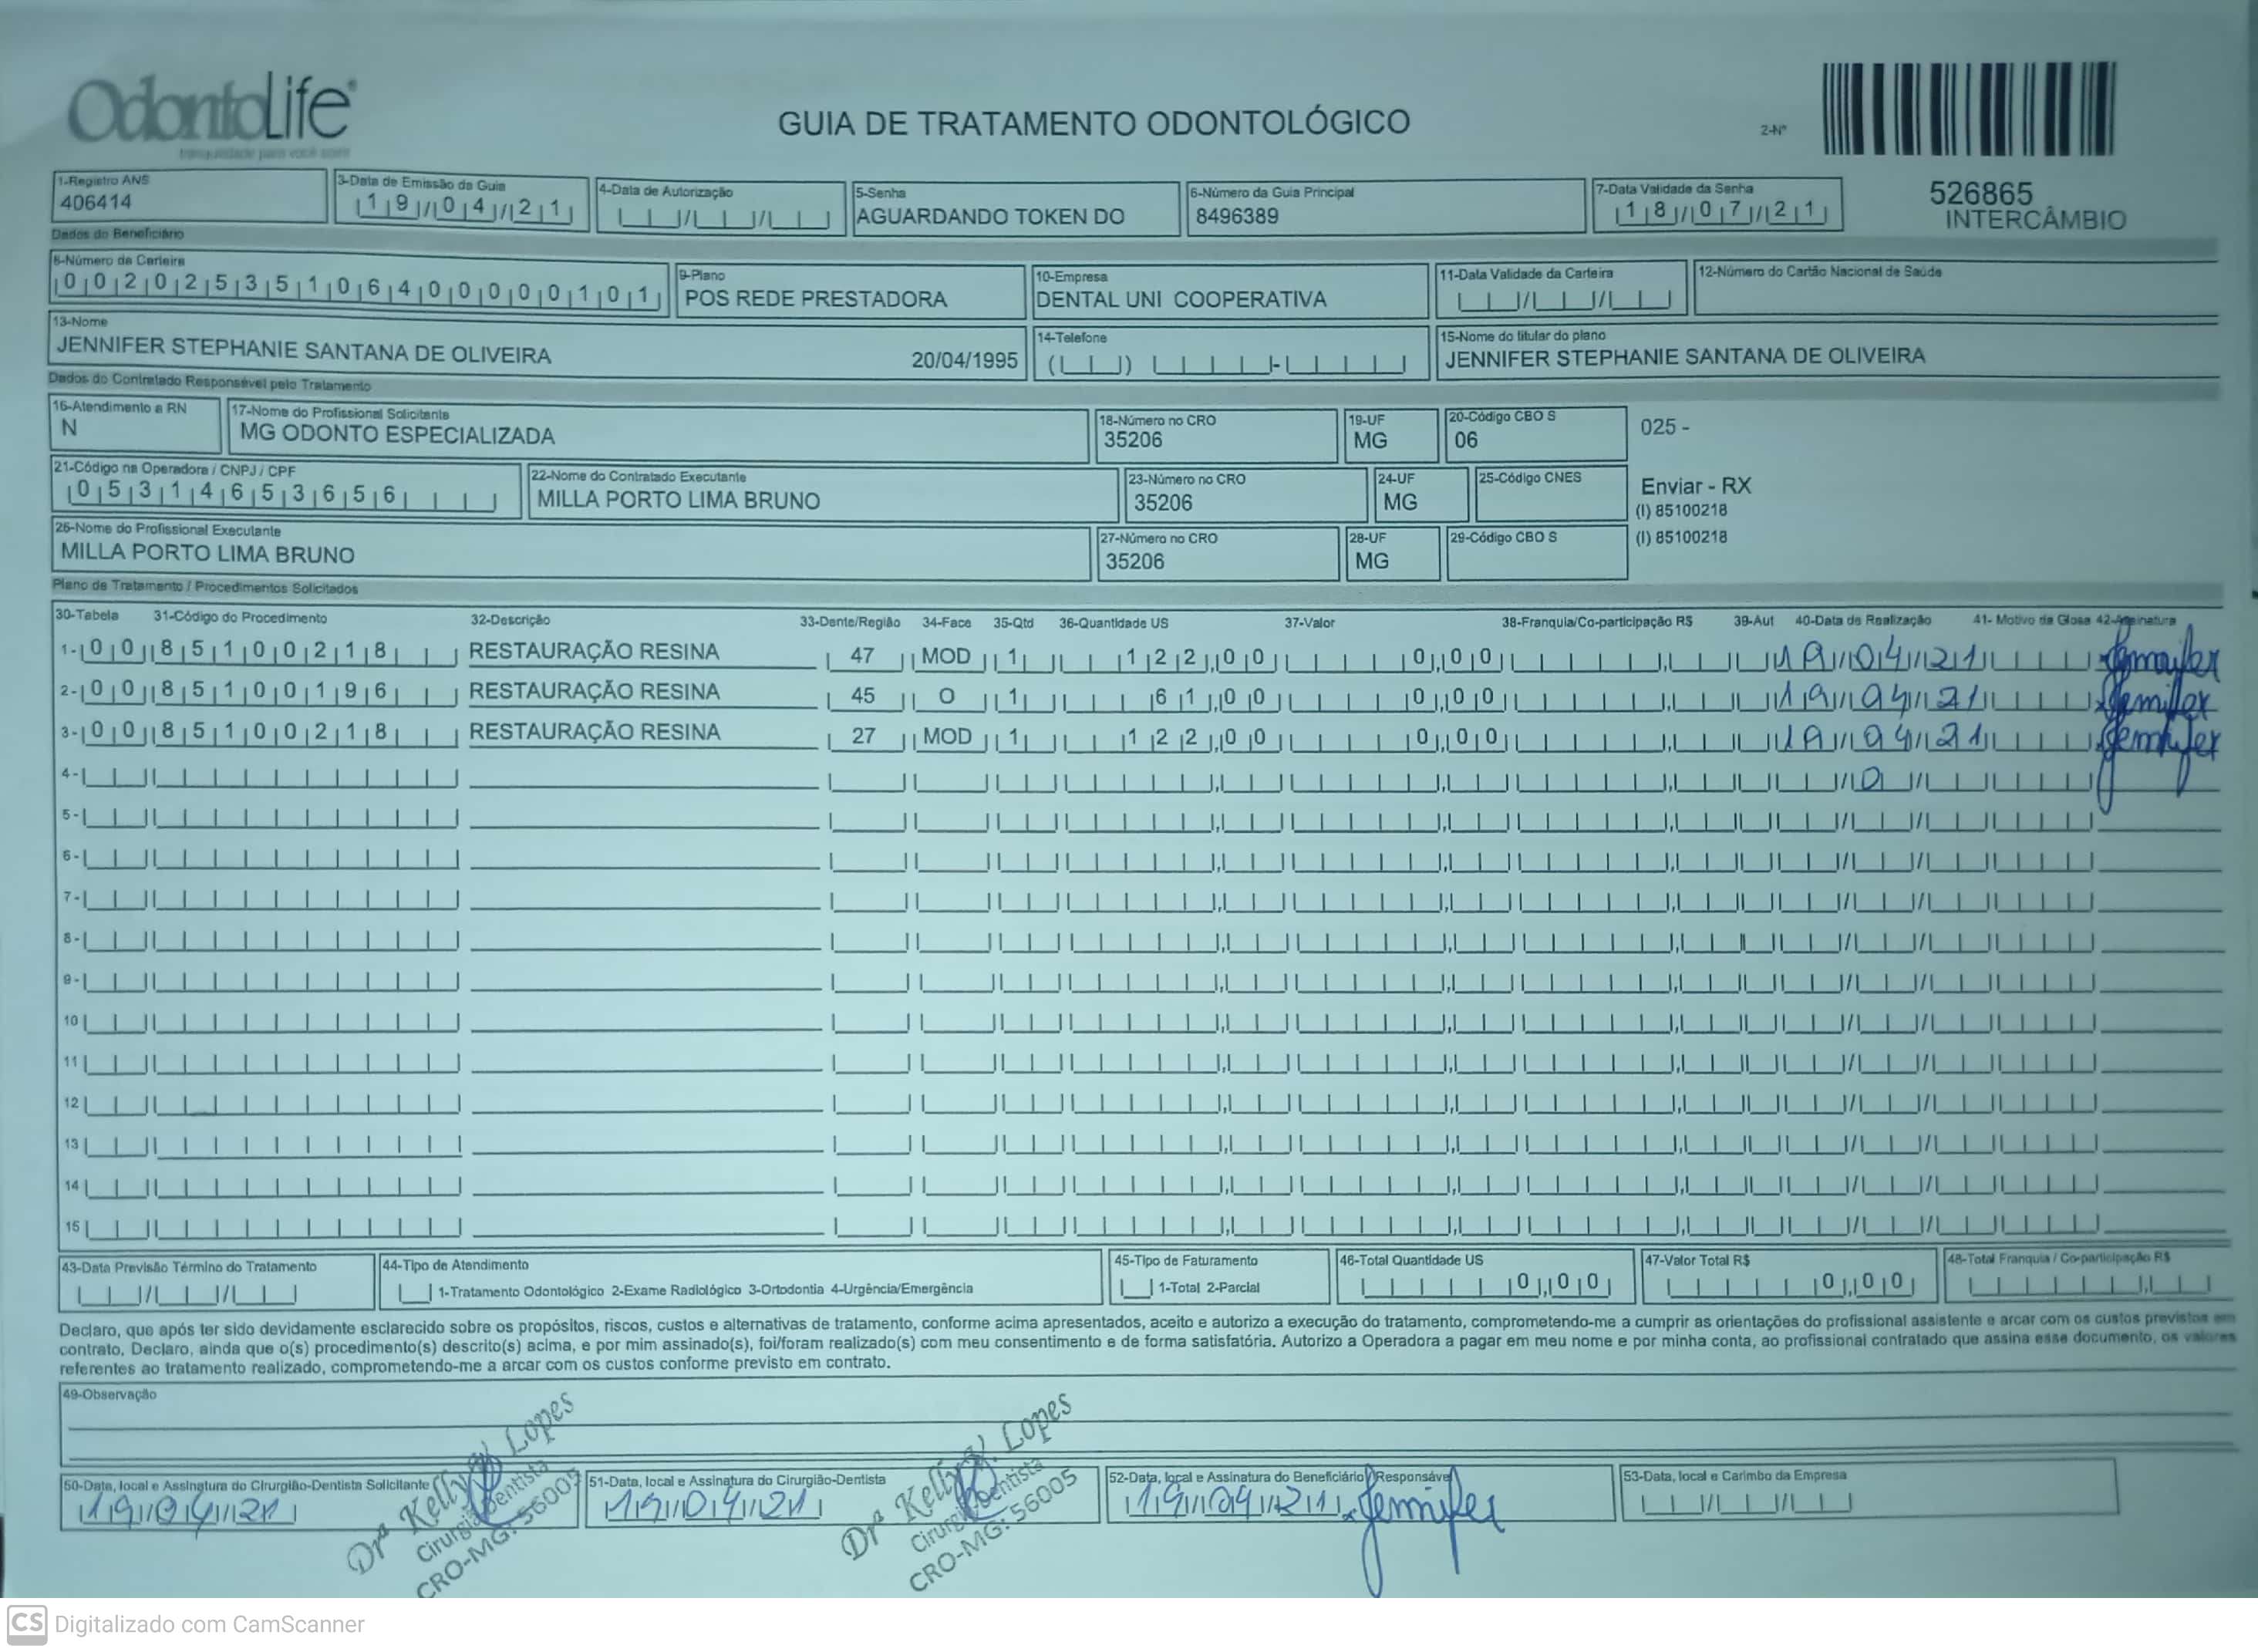 OdontoLife
tranquilidade para você sorrir
GUIA DE TRATAMENTO ODONTOLÓGICO
2-Nº
526865
INTERCÂMBIO
1-Registro ANS
406414
3-Data de Emissão da Guia
19/04/21
4-Data de Autorização
5-Senha
AGUARDANDO TOKEN DO
6-Número da Guia Principal
8496389
7-Data Validade da Senha
18/07/21
Dados do Beneficiário
8-Número da Carteira
00202535106400000101
9-Plano
POS REDE PRESTADORA
10-Empresa
DENTAL UNI COOPERATIVA
11-Data Validade da Carteira
12-Número do Cartão Nacional de Saúde
13-Nome
JENNIFER STEPHANIE SANTANA DE OLIVEIRA 20/04/1995
14-Telefone
15-Nome do titular do plano
JENNIFER STEPHANIE SANTANA DE OLIVEIRA
Dados do Contratado Responsável pelo Tratamento
16-Atendimento a RN
N
17-Nome do Profissional Solicitante
MG ODONTO ESPECIALIZADA
18-Número no CRO
35206
19-UF
MG
20-Código CBO S
06
025 -
21-Código na Operadora / CNPJ / CPF
05314653656
22-Nome do Contratado Executante
MILLA PORTO LIMA BRUNO
23-Número no CRO
35206
24-UF
MG
25-Código CNES
Enviar - RX
(I) 85100218
(I) 85100218
26-Nome do Profissional Executante
MILLA PORTO LIMA BRUNO
27-Número no CRO
35206
28-UF
MG
29-Código CBO S
Plano de Tratamento / Procedimentos Solicitados
30-Tabela 31-Código do Procedimento 32-Descrição 33-Dente/Região 34-Face 35-Qtd 36-Quantidade US 37-Valor 38-Franquia/Co-participação R$ 39-Aut 40-Data de Realização 41- Motivo da Glosa 42-Assinatura
1- 00 85100218 RESTAURAÇÃO RESINA 47 MOD 1 122,00 0,00 19/04/21 Jennifer
2- 00 85100196 RESTAURAÇÃO RESINA 45 O 1 61,00 0,00 19/04/21 Jennifer
3- 00 85100218 RESTAURAÇÃO RESINA 27 MOD 1 122,00 0,00 19/04/21 Jennifer
4- 0
5-
6-
7-
8-
9-
10
11
12
13
14
15
43-Data Previsão Término do Tratamento
44-Tipo de Atendimento
1-Tratamento Odontológico 2-Exame Radiológico 3-Ortodontia 4-Urgência/Emergência
45-Tipo de Faturamento
1-Total 2-Parcial
46-Total Quantidade US
0,00
47-Valor Total R$
0,00
48-Total Franquia / Co-participação R$
Declaro, que após ter sido devidamente esclarecido sobre os propósitos, riscos, custos e alternativas de tratamento, conforme acima apresentados, aceito e autorizo a execução do tratamento, comprometendo-me a cumprir as orientações do profissional assistente e arcar com os custos previstos em
contrato. Declaro, ainda que o(s) procedimento(s) descrito(s) acima, e por mim assinado(s), foi/foram realizado(s) com meu consentimento e de forma satisfatória. Autorizo a Operadora a pagar em meu nome e por minha conta, ao profissional contratado que assina esse documento, os valores
referentes ao tratamento realizado, comprometendo-me a arcar com os custos conforme previsto em contrato.
49-Observação
50-Data, local e Assinatura do Cirurgião-Dentista Solicitante
19/04/21
Drª Kelly Lopes
Cirurgiã Dentista
CRO-MG: 56005
51-Data, local e Assinatura do Cirurgião-Dentista
19/04/21
Drª Kelly Lopes
Cirurgiã Dentista
CRO-MG: 56005
52-Data, local e Assinatura do Beneficiário / Responsável
19/04/21 Jennifer
53-Data, local e Carimbo da Empresa
CS Digitalizado com CamScanner